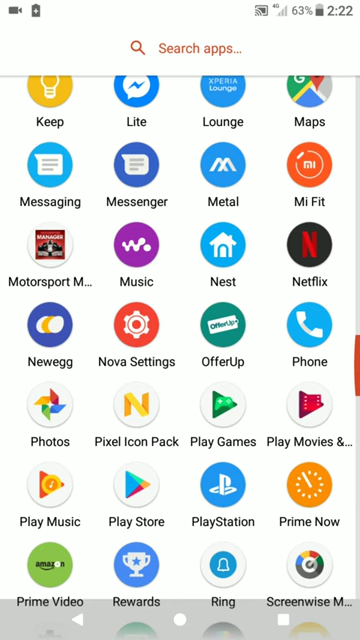 4G 63% 2:22
Search apps...
XPERIA
Lounge
Keep Lite Lounge Maps
mi
Messaging Messenger Metal Mi Fit
MANAGER
N
Motorsport M... Music Nest Netflix
OfferUp
Newegg Nova Settings OfferUp Phone
N
Photos Pixel Icon Pack Play Games Play Movies &...
Play Music Play Store PlayStation Prime Now
amazon
Prime Video Rewards Ring Screenwise M...